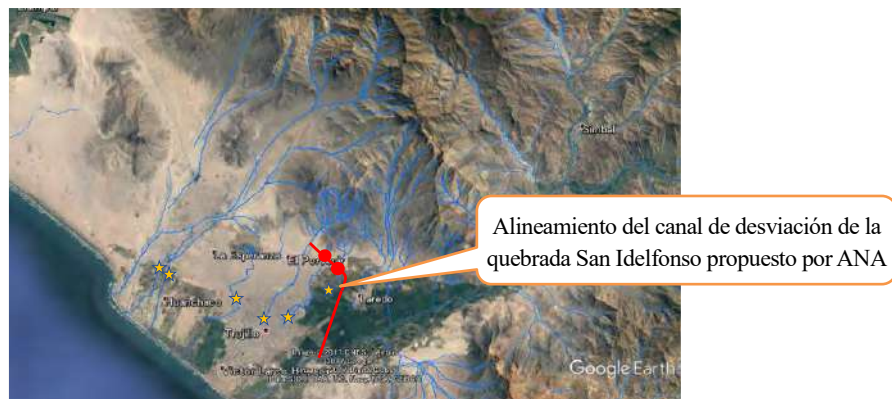 Simbal
Alineamiento del canal de desviación de la
quebrada San Idelfonso propuesto por ANA
La Esperanza
El Porvenir
Huanchaco
Laredo
Trujillo
Google Earth